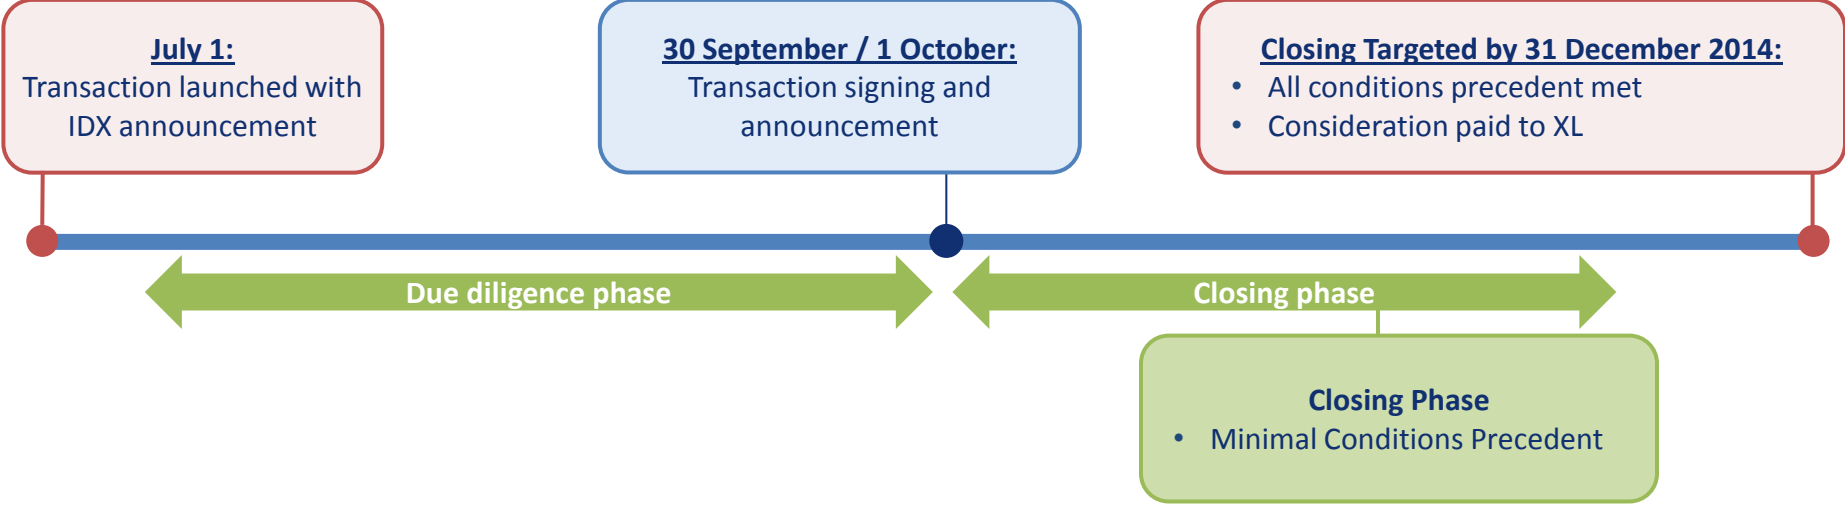 July 1:
Transaction launched with
IDX announcement
30 September / 1 October:
Transaction signing and
announcement
Closing Targeted by 31 December 2014:
• All conditions precedent met
• Consideration paid to XL
Due diligence phase
Closing phase
Closing Phase
• Minimal Conditions Precedent